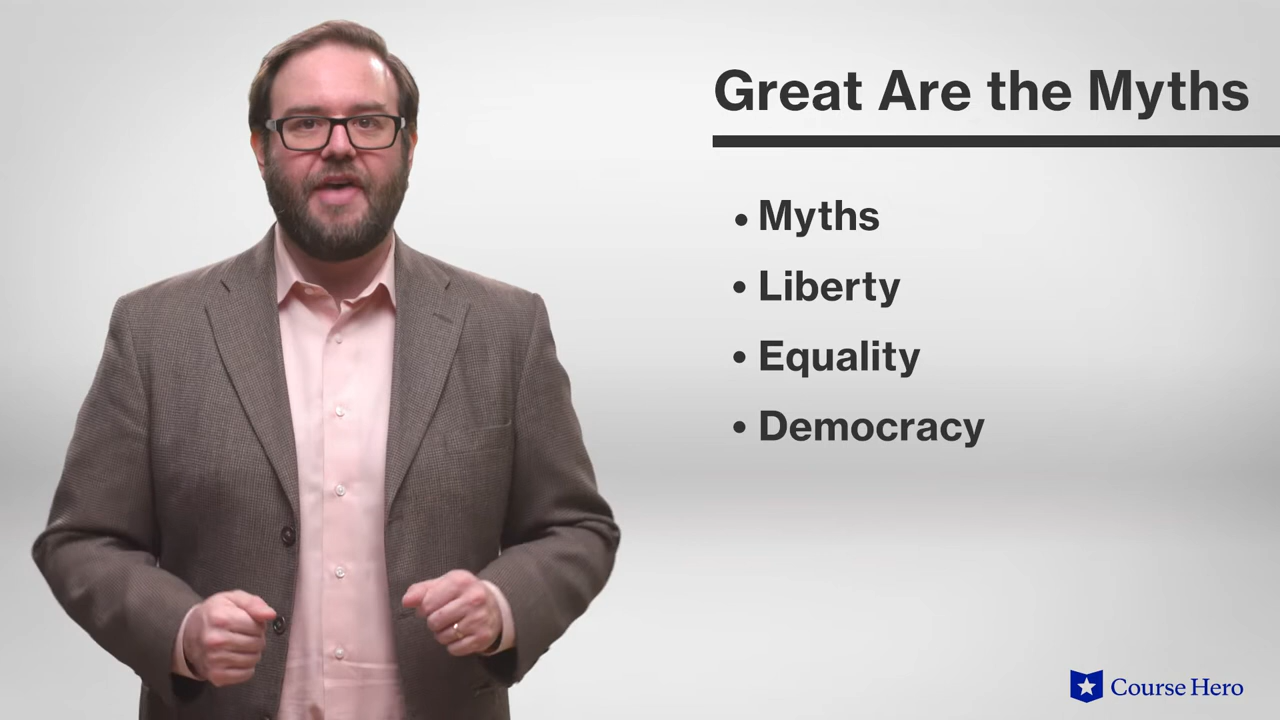 Great Are the Myths
• Myths
• Liberty
• Equality
• Democracy
Course Hero